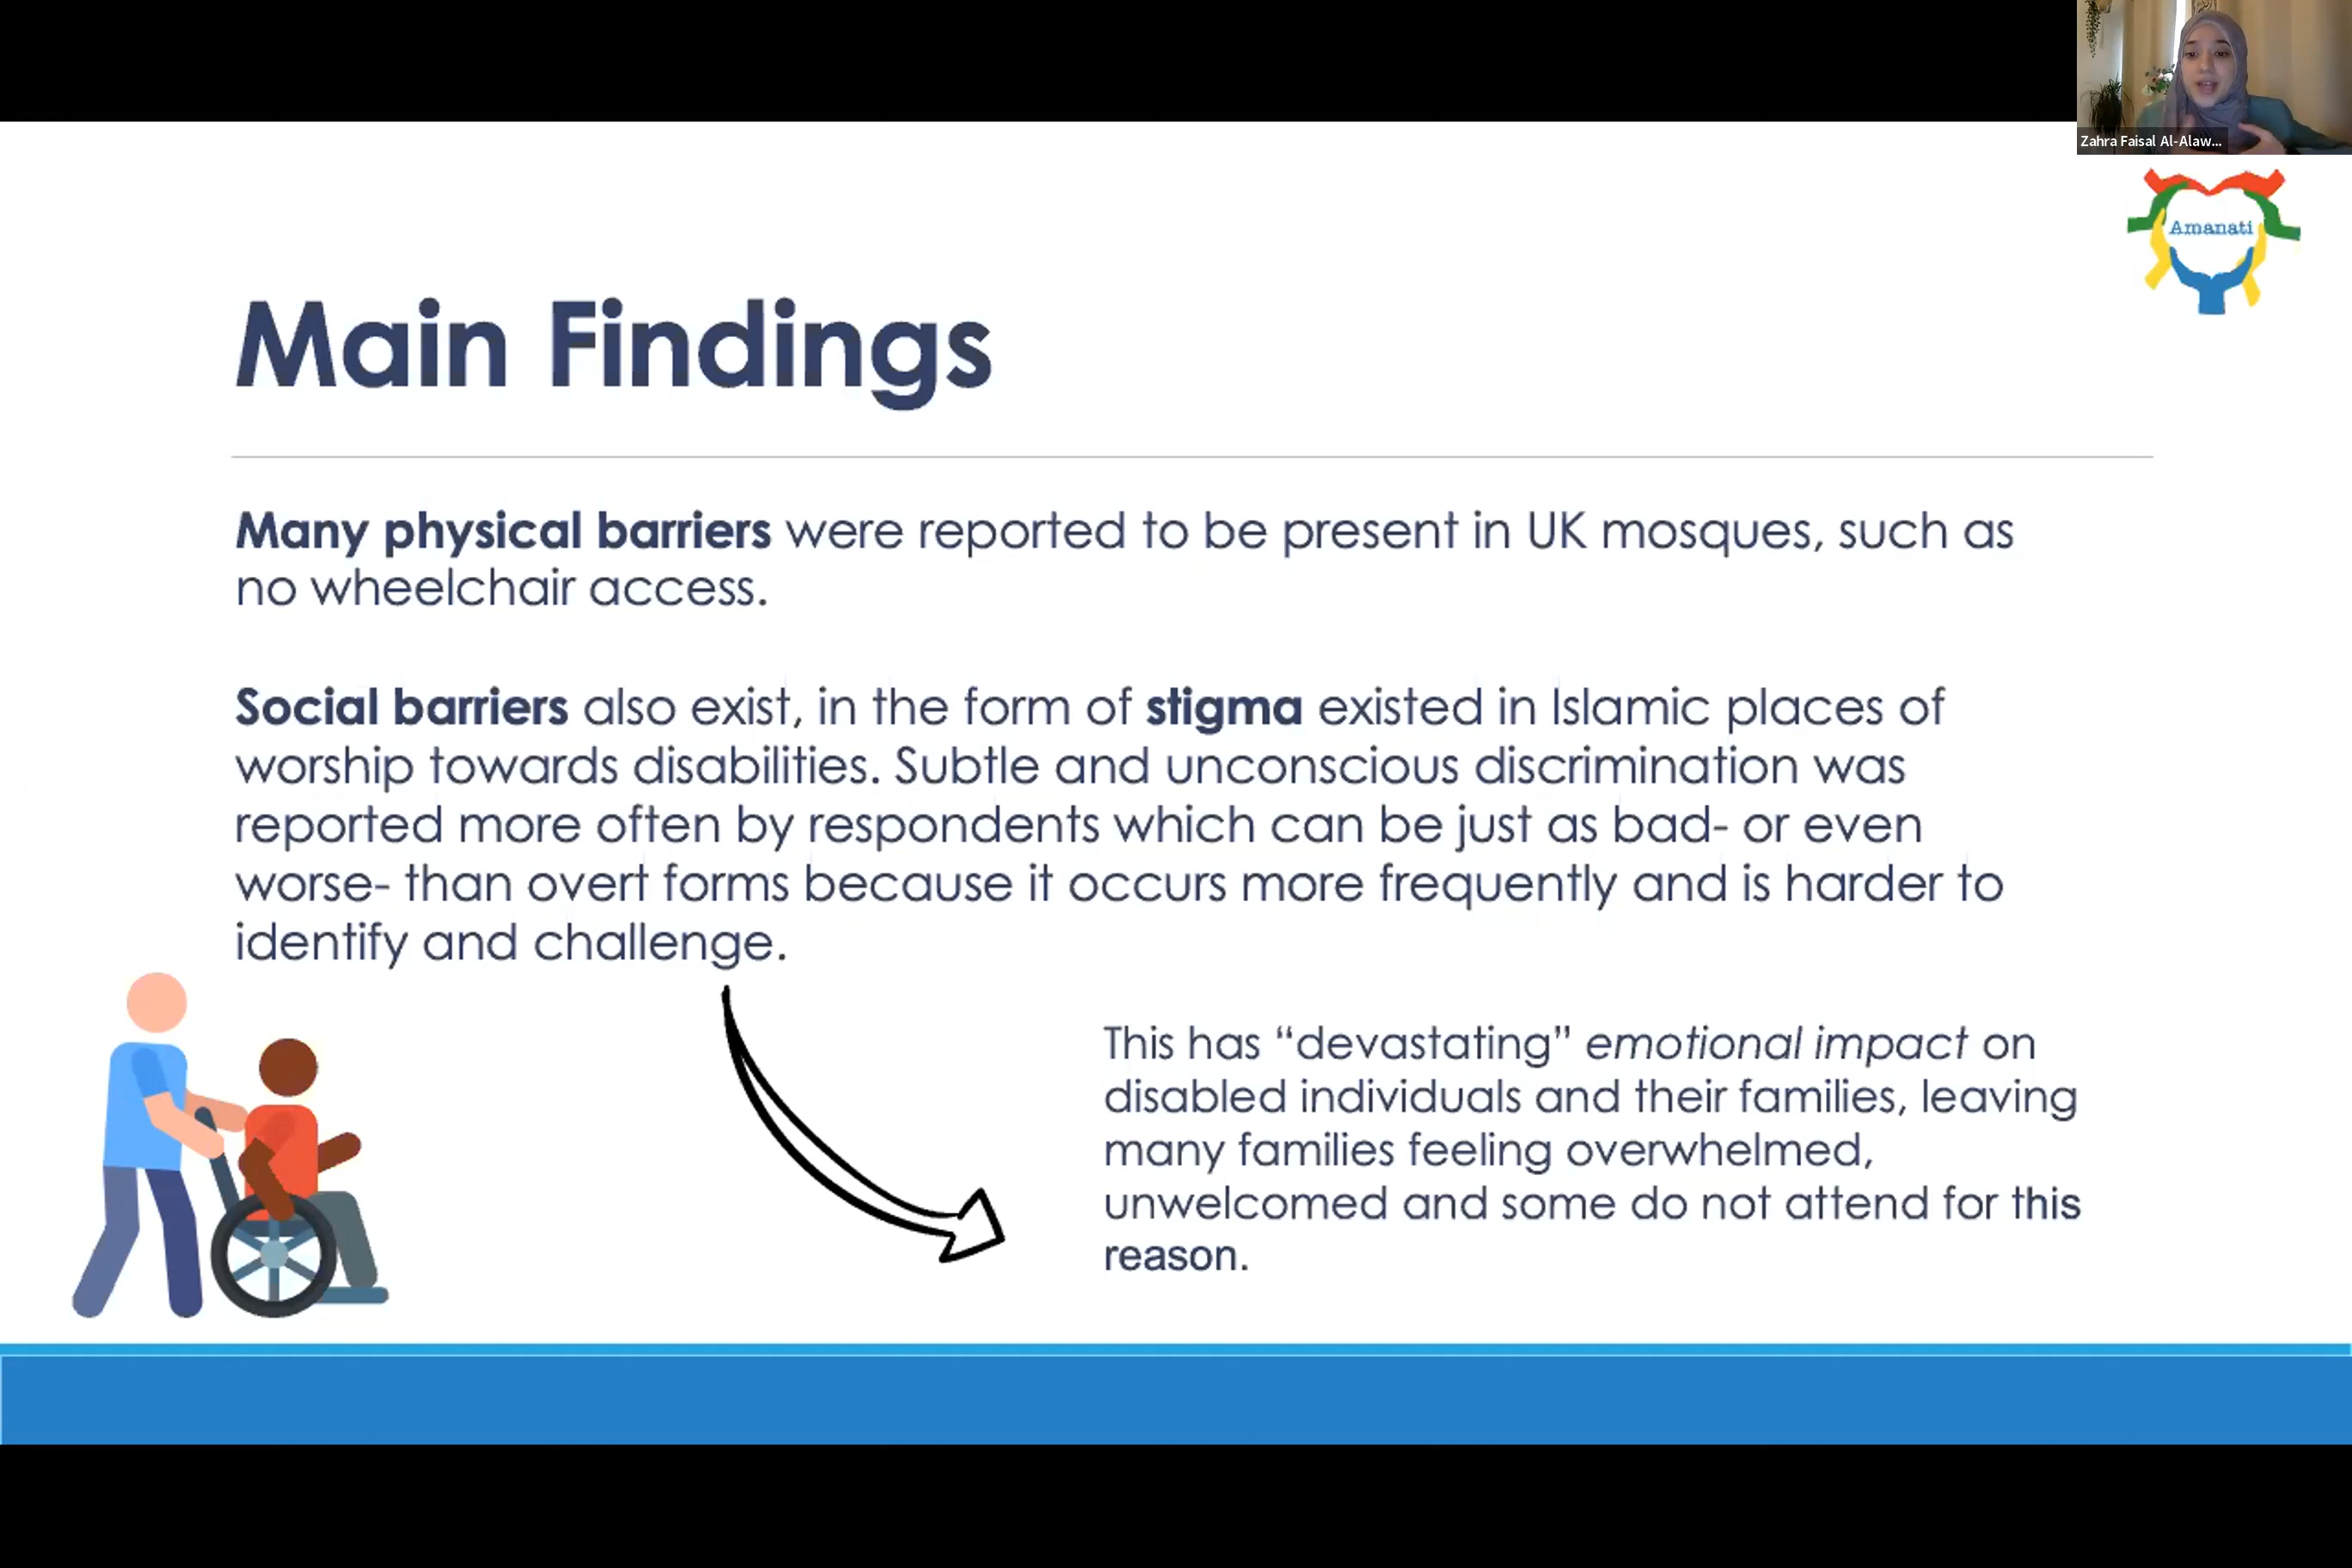 Zahra Faisal Al-Alaw...
Amanati
Main Findings
Many physical barriers were reported to be present in UK mosques, such as
no wheelchair access.
Social barriers also exist, in the form of stigma existed in Islamic places of
worship towards disabilities. Subtle and unconscious discrimination was
reported more often by respondents which can be just as bad- or even
worse- than overt forms because it occurs more frequently and is harder to
identify and challenge.
This has “devastating” emotional impact on
disabled individuals and their families, leaving
many families feeling overwhelmed,
unwelcomed and some do not attend for this
reason.